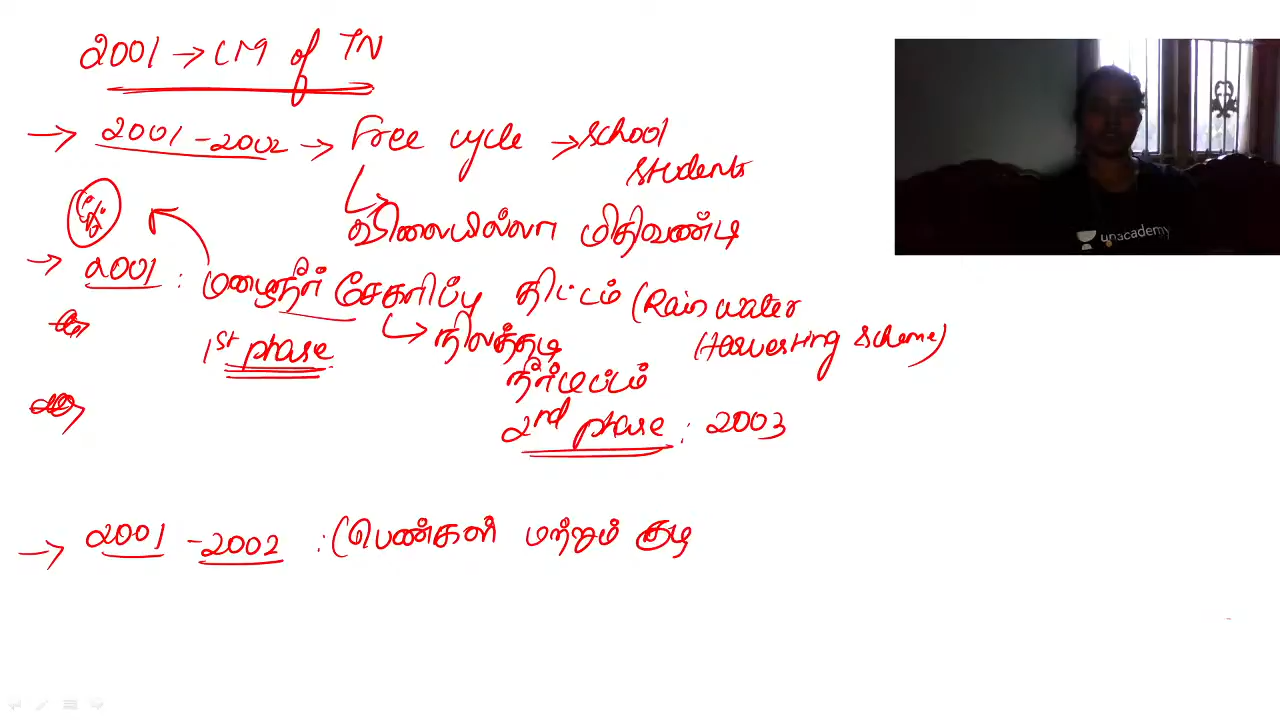 2001 → CM of TN
→ 2001 - 2002 → Free cycle → school
students
விலையில்லா மிதிவண்டி
→ 2001 : மழைநீர் சேகரிப்பு திட்டம் (Rain water
Harvesting scheme)
1st phase
நிலத்தடி
நீர்மட்டம்
2nd phase : 2003
→ 2001 - 2002 : (பெண்கள் மற்றும் குடி
unacademy